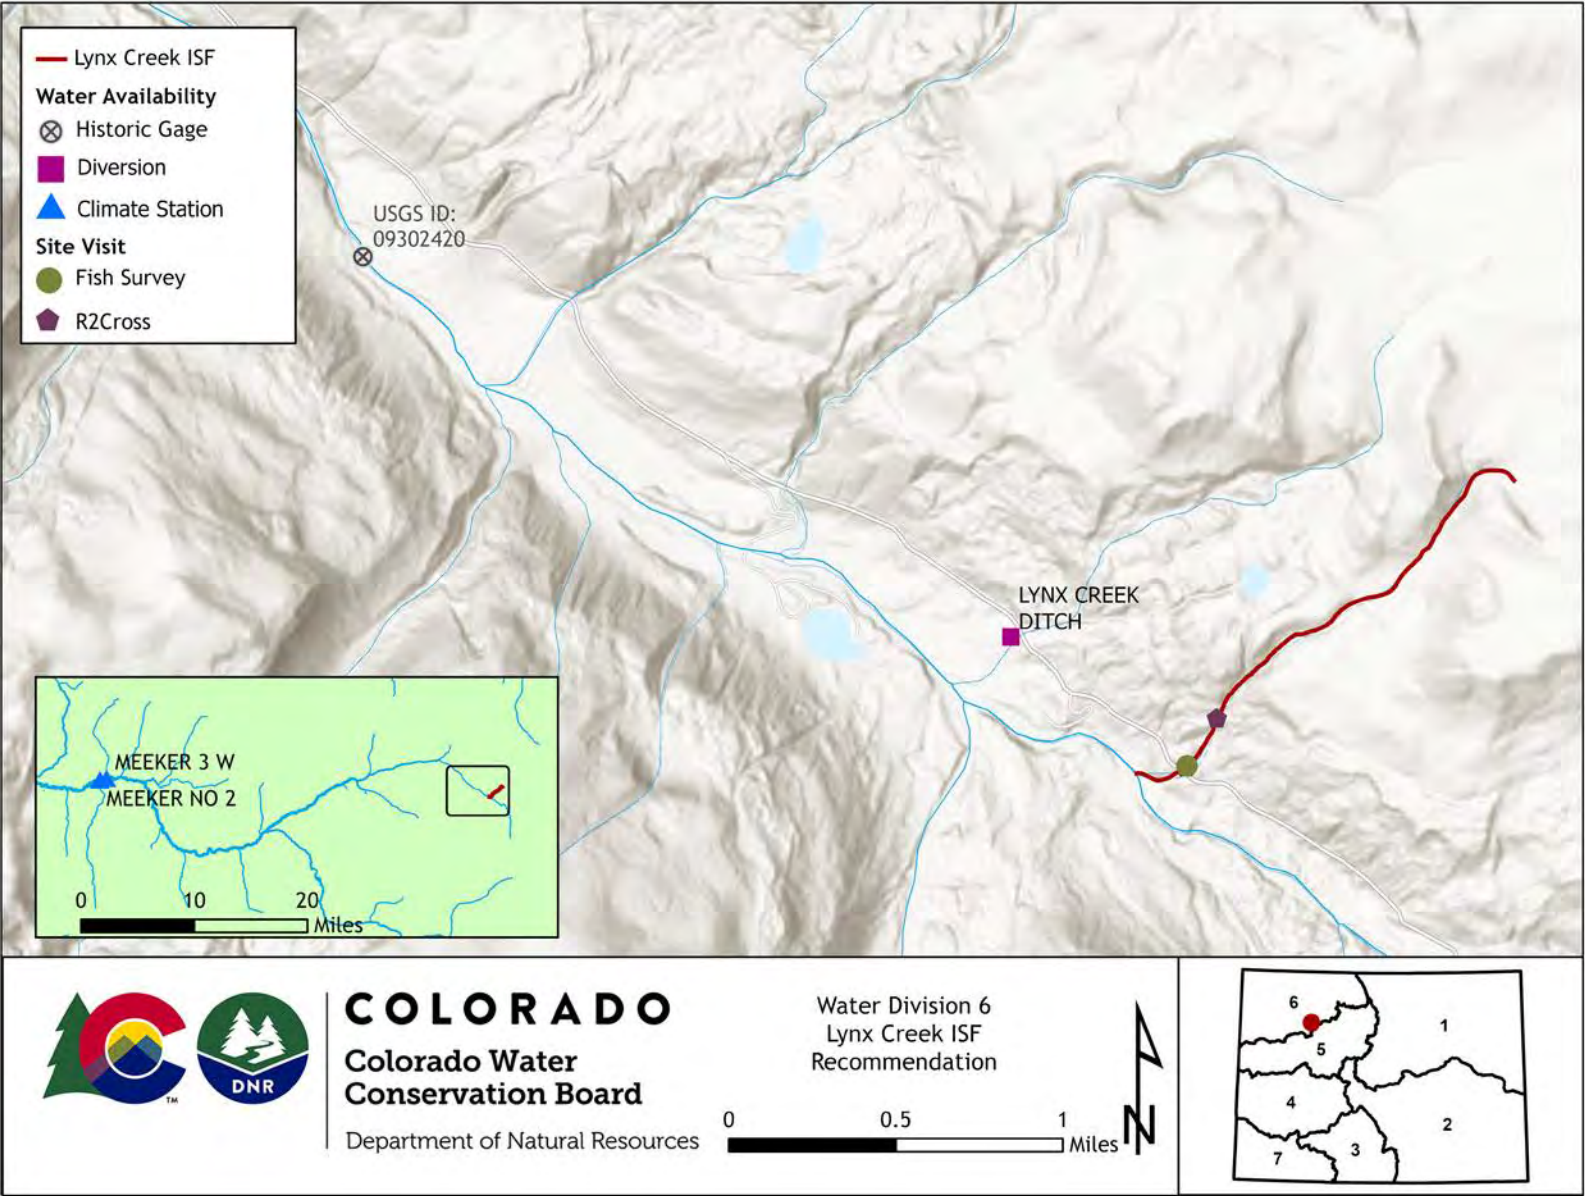 Lynx Creek ISF
Water Availability
Historic Gage
Diversion
Climate Station
Site Visit
Fish Survey
R2Cross
USGS ID:
09302420
LYNX CREEK
DITCH
MEEKER 3 W
MEEKER NO 2
0 10 20
Miles
COLORADO
Colorado Water
Conservation Board
Department of Natural Resources
TM
DNR
Water Division 6
Lynx Creek ISF
Recommendation
0 0.5 1
Miles
N
6
1
5
4
2
3
7